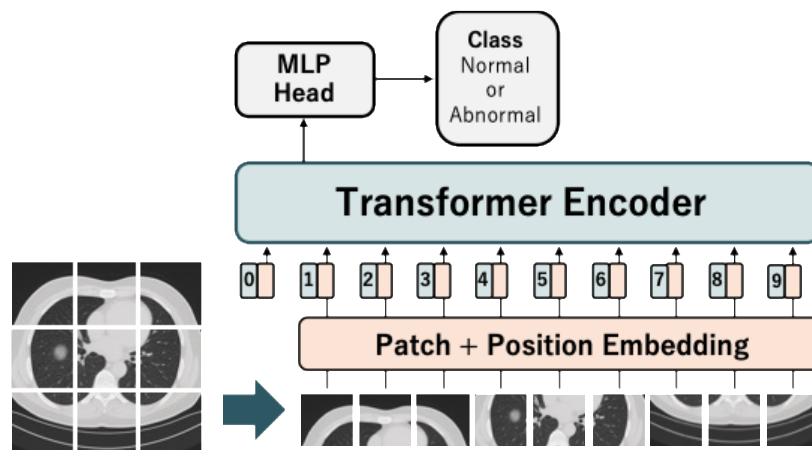 MLP
Head
Class
Normal
or
Abnormal
Transformer Encoder
0 1 2 3 4 5 6 7 8 9
Patch + Position Embedding